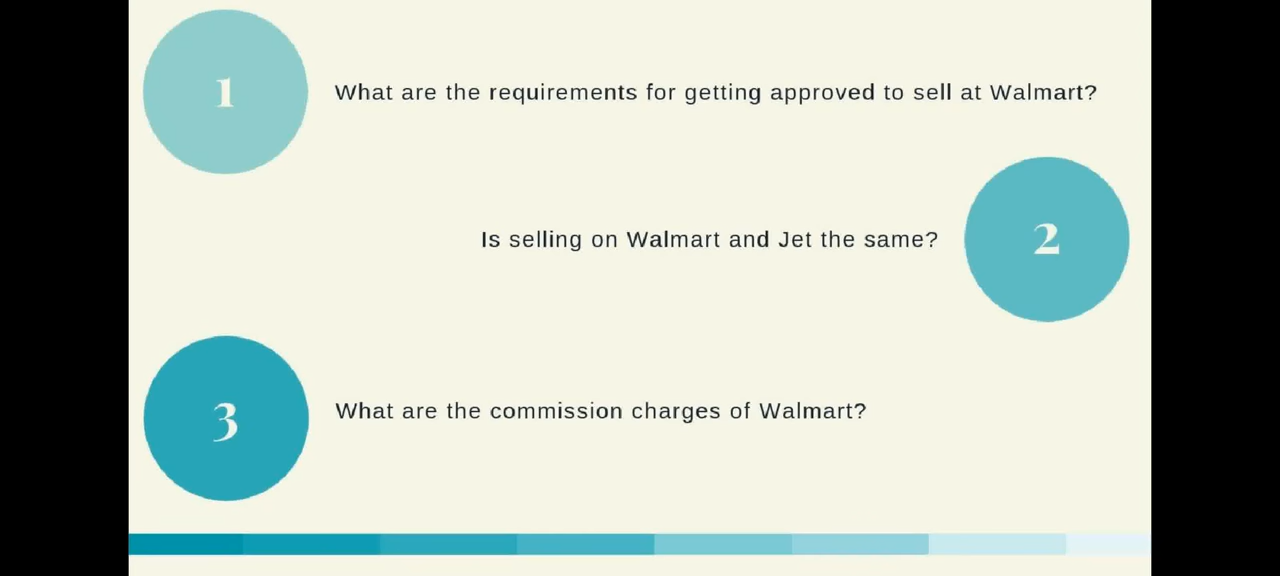 1
What are the requirements for getting approved to sell at Walmart?
Is selling on Walmart and Jet the same?
2
3
What are the commission charges of Walmart?